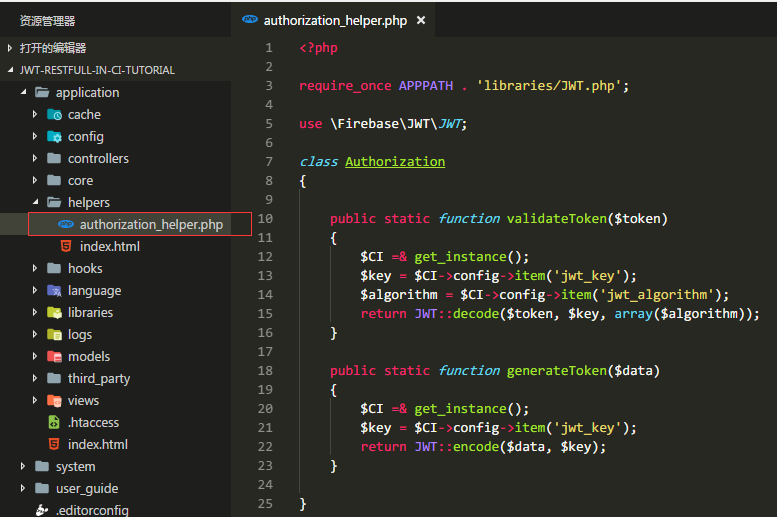 资源管理器
打开的编辑器
JWT-RESTFULL-IN-CI-TUTORIAL
application
cache
config
controllers
core
helpers
authorization_helper.php
index.html
hooks
language
libraries
logs
models
third_party
views
.htaccess
index.html
system
user_guide
.editorconfig
php authorization_helper.php ×
1 <?php
2
3 require_once APPPATH . 'libraries/JWT.php';
4
5 use \Firebase\JWT\JWT;
6
7 class Authorization
8 {
9
10 public static function validateToken($token)
11 {
12 $CI =& get_instance();
13 $key = $CI->config->item('jwt_key');
14 $algorithm = $CI->config->item('jwt_algorithm');
15 return JWT::decode($token, $key, array($algorithm));
16 }
17
18 public static function generateToken($data)
19 {
20 $CI =& get_instance();
21 $key = $CI->config->item('jwt_key');
22 return JWT::encode($data, $key);
23 }
24
25 }